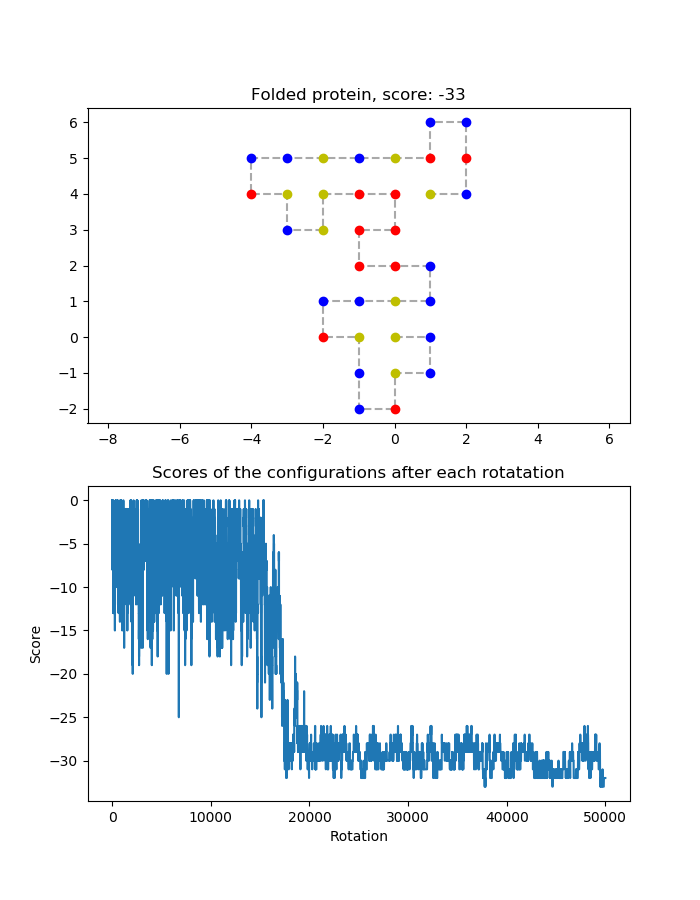 Folded protein, score: -33
6
5
4
3
2
1
0
−1
−2
−8 −6 −4 −2 0 2 4 6
Scores of the configurations after each rotatation
0
−5
−10
−15
−20
−25
−30
Score
0 10000 20000 30000 40000 50000
Rotation